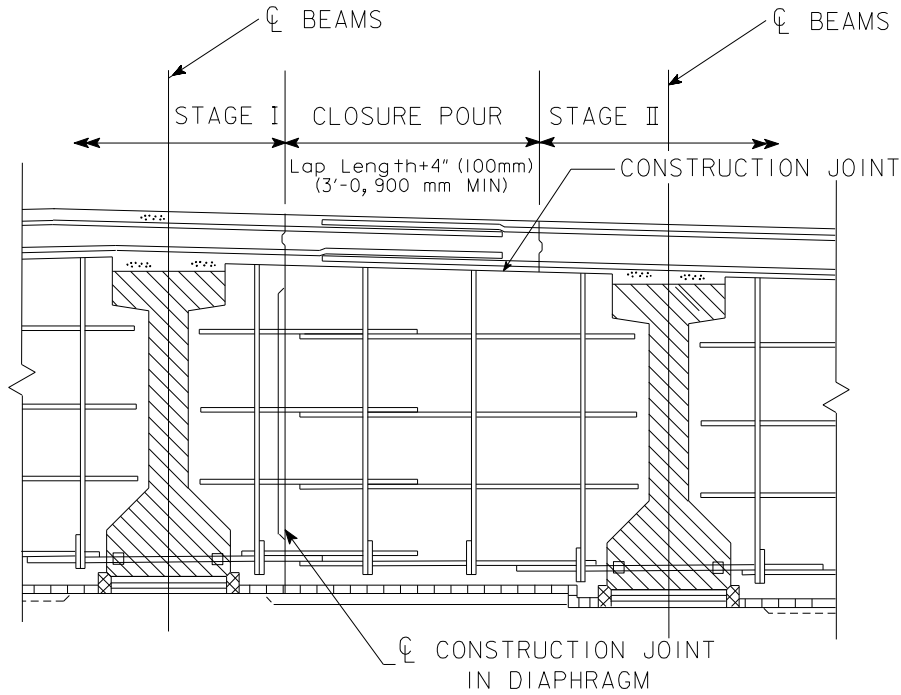 ℄ BEAMS
℄ BEAMS
STAGE I
CLOSURE POUR
STAGE II
Lap Length+4" (100mm)
(3'-0, 900 mm MIN)
CONSTRUCTION JOINT
℄ CONSTRUCTION JOINT
IN DIAPHRAGM